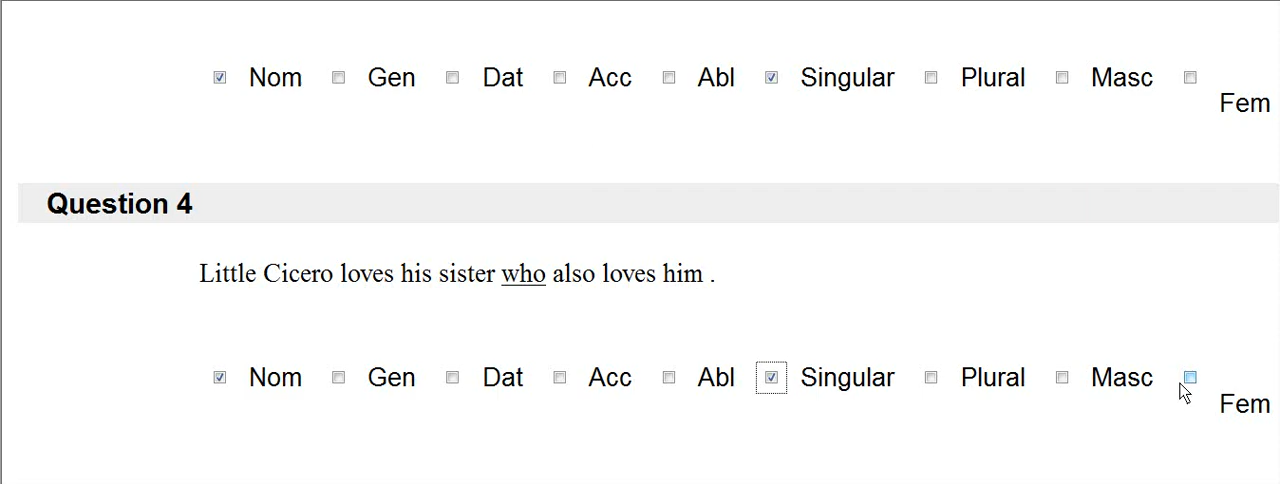 Nom Gen Dat Acc Abl Singular Plural Masc
Fem
Question 4
Little Cicero loves his sister who also loves him .
Nom Gen Dat Acc Abl Singular Plural Masc
Fem